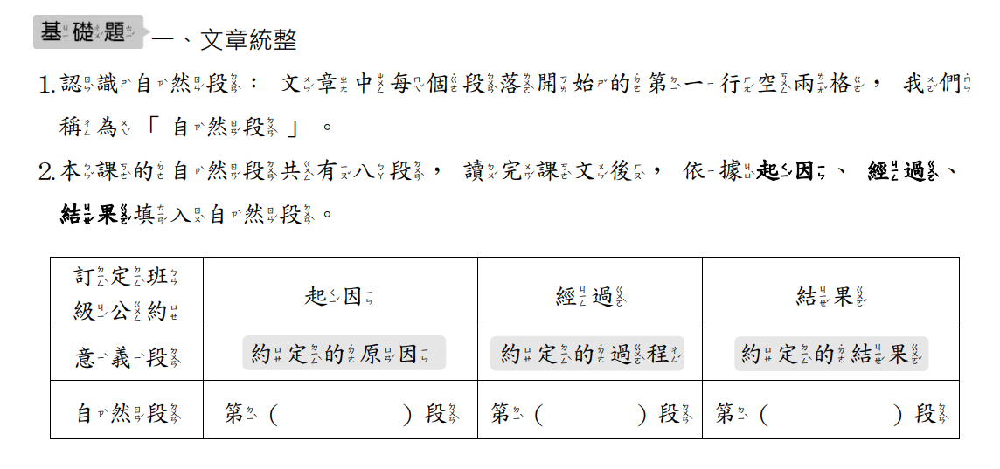 基礎題 一、文章統整
1.認識自然段：文章中每個段落開始的第一行空兩格，我們
稱為「自然段」。
2.本課的自然段共有八段，讀完課文後，依據起因、經過、
結果填入自然段。
訂定班
級公約
起因
經過
結果
意義段
約定的原因
約定的過程
約定的結果
自然段
第（　　　　　）段
第（　　　　）段
第（　　　　　）段